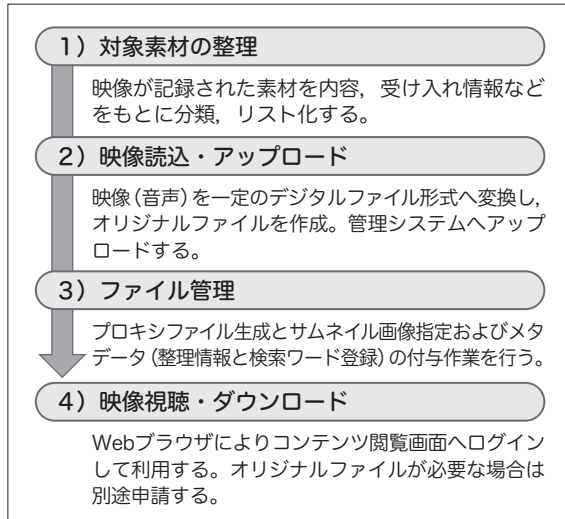 1）対象素材の整理
映像が記録された素材を内容，受け入れ情報など
をもとに分類，リスト化する。
2）映像読込・アップロード
映像（音声）を一定のデジタルファイル形式へ変換し，
オリジナルファイルを作成。管理システムへアップ
ロードする。
3）ファイル管理
プロキシファイル生成とサムネイル画像指定およびメタ
データ（整理情報と検索ワード登録）の付与作業を行う。
4）映像視聴・ダウンロード
Webブラウザによりコンテンツ閲覧画面へログイン
して利用する。オリジナルファイルが必要な場合は
別途申請する。